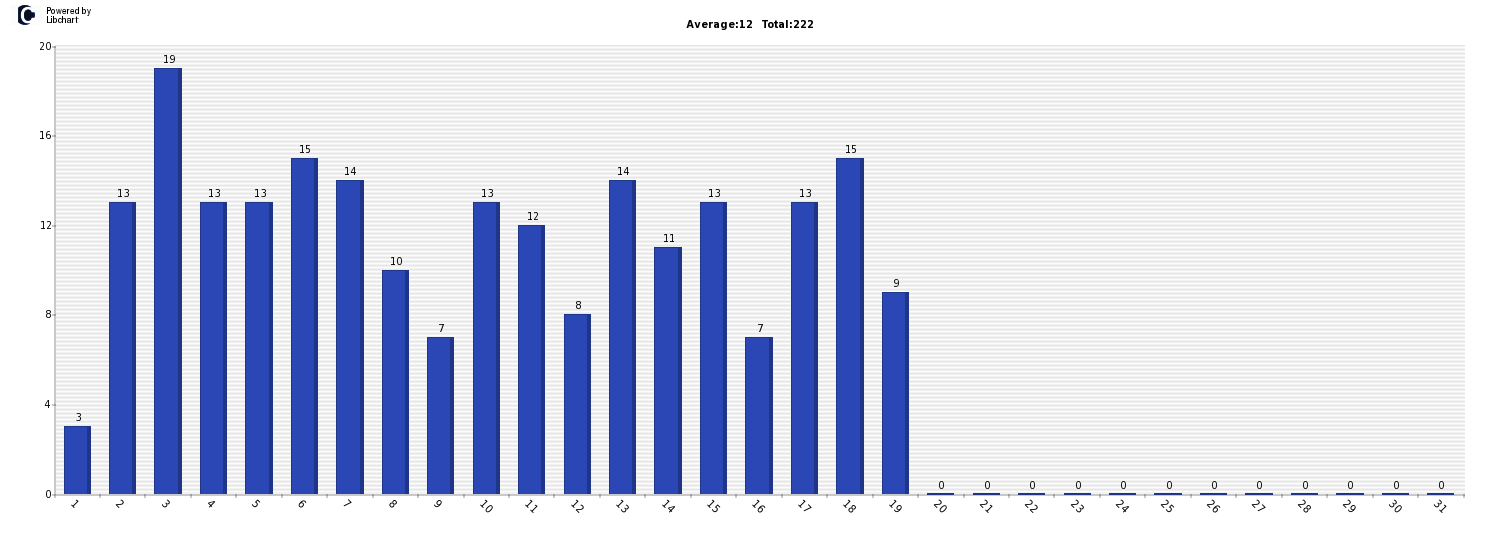 Powered by
Libchart
Average:12 Total:222
20
16
12
8
4
0
3 13 19 13 13 15 14 10 7 13 12 8 14 11 13 7 13 15 9 0 0 0 0 0 0 0 0 0 0 0 0
1 2 3 4 5 6 7 8 9 10 11 12 13 14 15 16 17 18 19 20 21 22 23 24 25 26 27 28 29 30 31